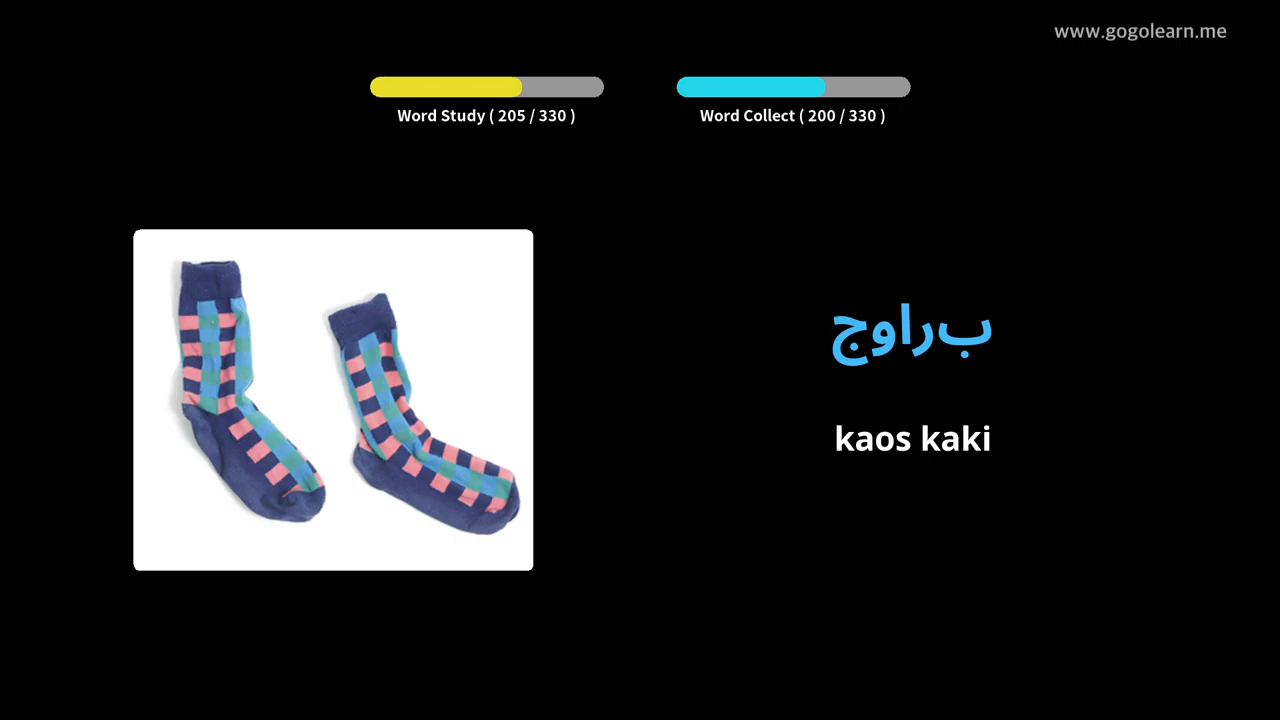 www.gogolearn.me
Word Study ( 205 / 330 )
Word Collect ( 200 / 330 )
براوج
kaos kaki